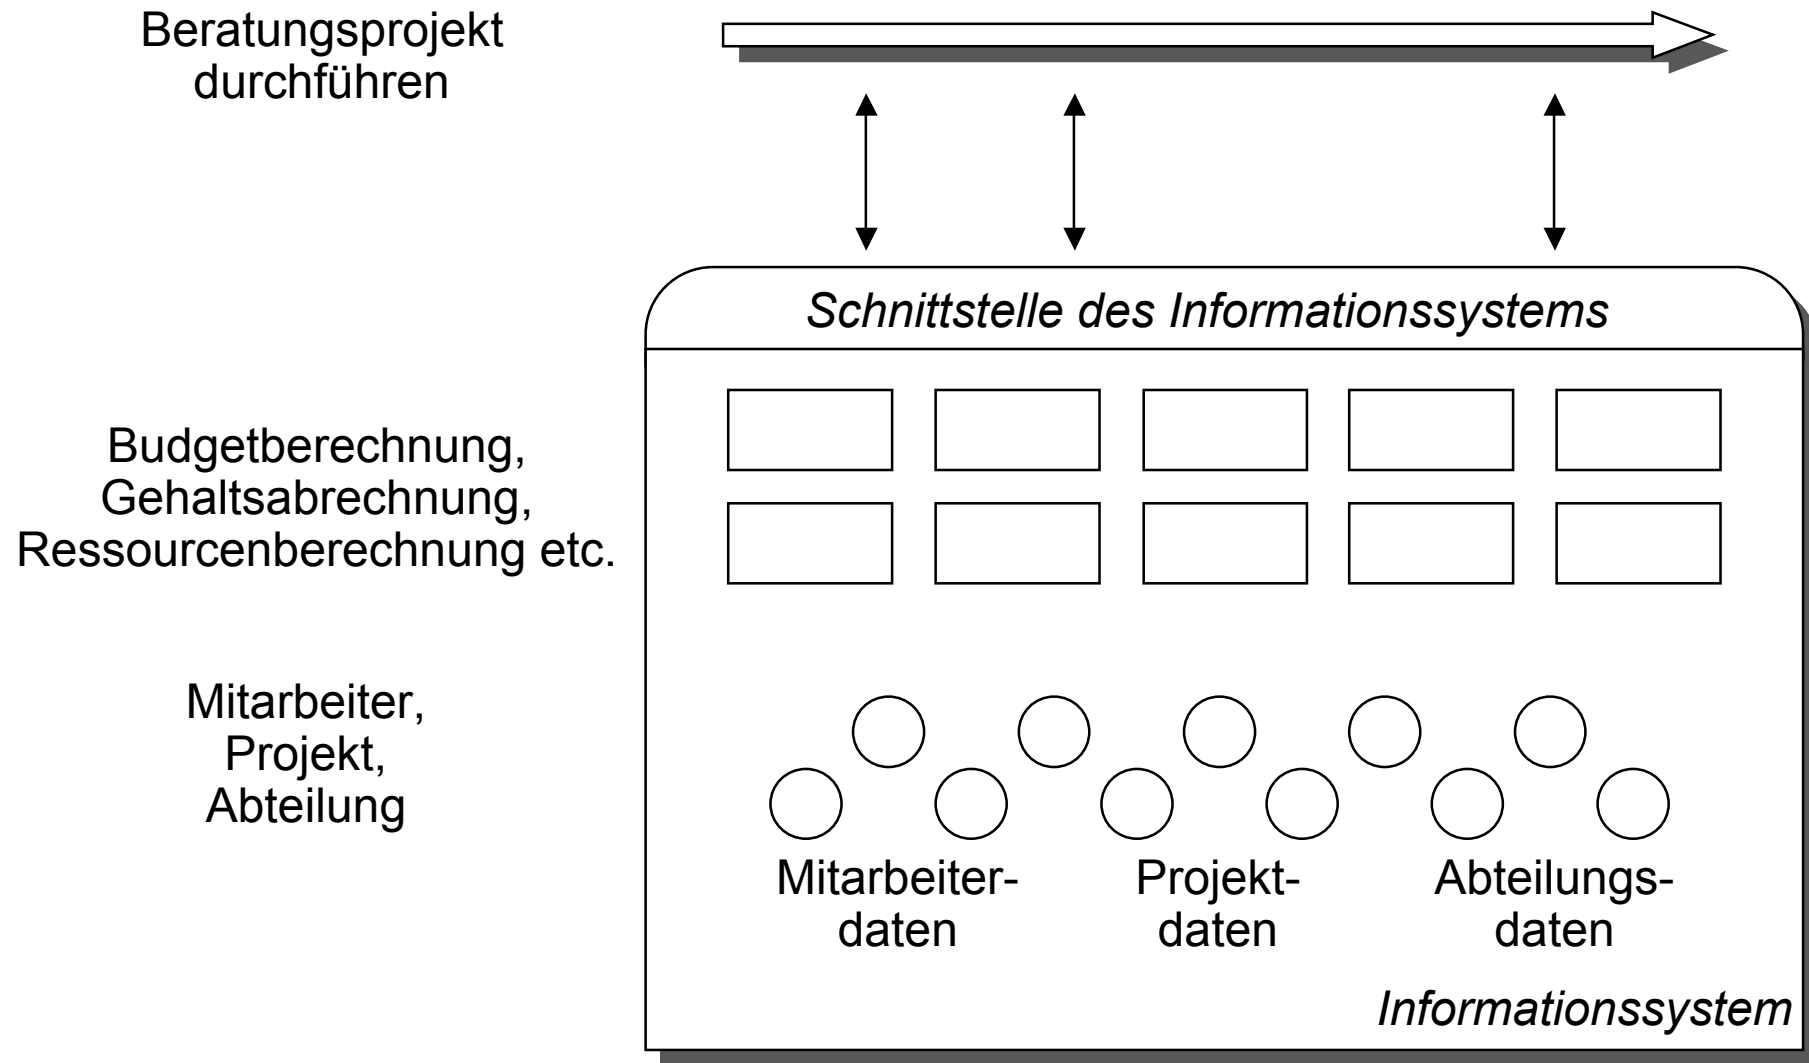 Beratungsprojekt
durchführen
Schnittstelle des Informationssystems
Budgetberechnung,
Gehaltsabrechnung,
Ressourcenberechnung etc.
Mitarbeiter,
Projekt,
Abteilung
Mitarbeiter-
daten
Projekt-
daten
Abteilungs-
daten
Informationssystem